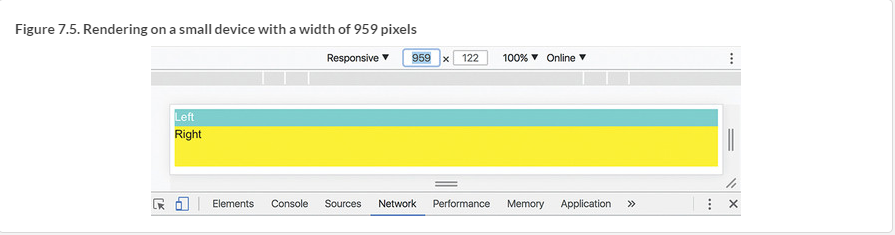 Figure 7.5. Rendering on a small device with a width of 959 pixels
Responsive ▼ 959 x 122 100% ▼ Online ▼
Left
Right
Elements Console Sources Network Performance Memory Application »